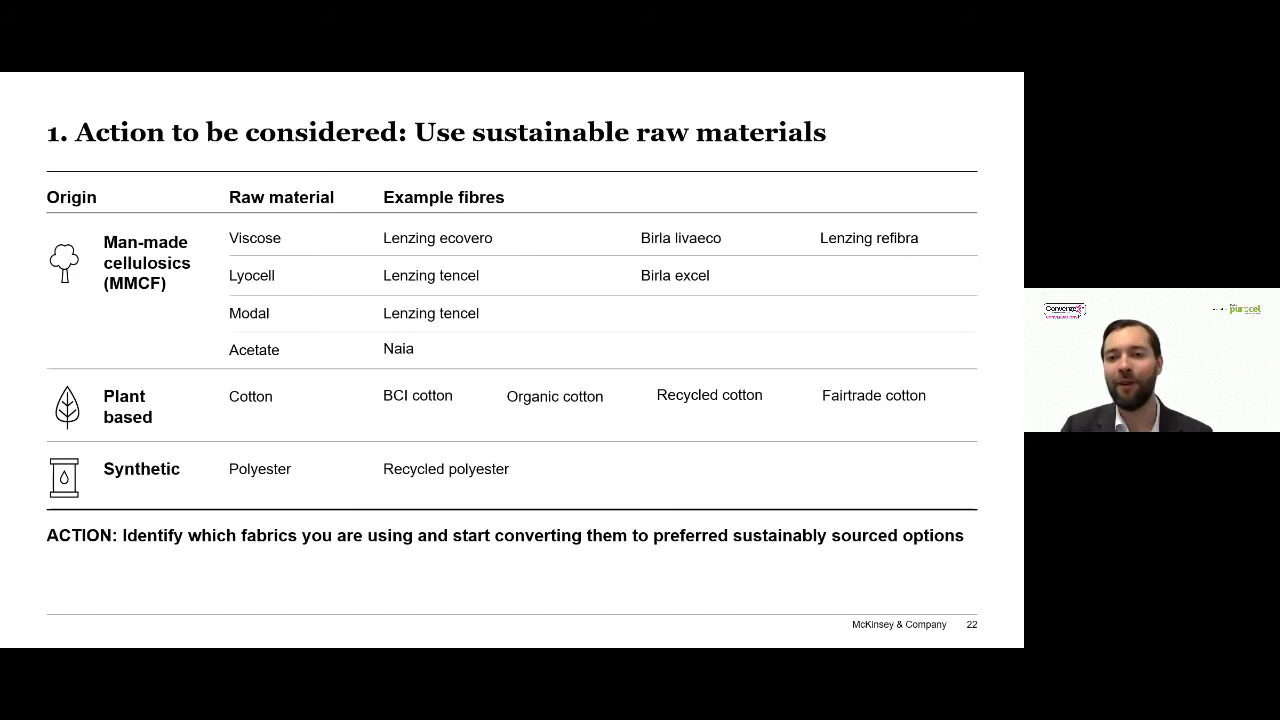 1. Action to be considered: Use sustainable raw materials
Origin Raw material Example fibres
Man-made cellulosics (MMCF)
Viscose Lenzing ecovero Birla livaeco Lenzing refibra
Lyocell Lenzing tencel Birla excel
Modal Lenzing tencel
Acetate Naia
Plant based
Cotton BCI cotton Organic cotton Recycled cotton Fairtrade cotton
Synthetic Polyester Recycled polyester
ACTION: Identify which fabrics you are using and start converting them to preferred sustainably sourced options
McKinsey & Company 22
purocel